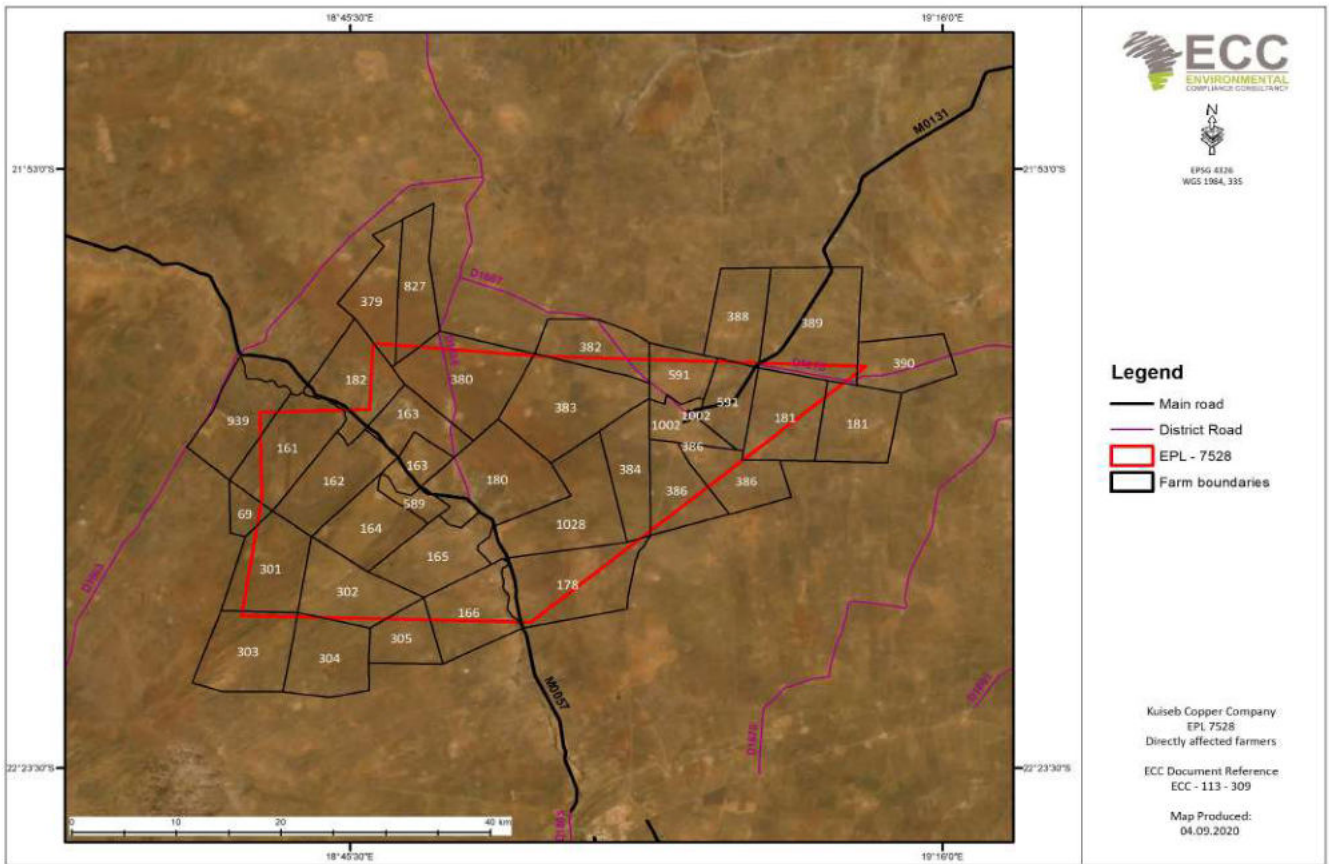 18°45'30"E
19°16'0"E
21°53'0"S
21°53'0"S
22°23'30"S
22°23'30"S
18°45'30"E
19°16'0"E
M0131
827
379
D1667
388
389
382
390
182
380
591
163
383
591
939
1002
1002
181
181
161
386
163
384
162
180
386
386
589
69
164
1028
165
301
178
302
166
305
303
304
M0057
D1670
0
10
20
40 km
ECC
ENVIRONMENTAL
COMPLIANCE CONSULTANCY
N
EPSG 4326
WGS 1984, 33S
Legend
Main road
District Road
EPL - 7528
Farm boundaries
Kuiseb Copper Company
EPL 7528
Directly affected farmers
ECC Document Reference
ECC - 113 - 309
Map Produced:
04.09.2020